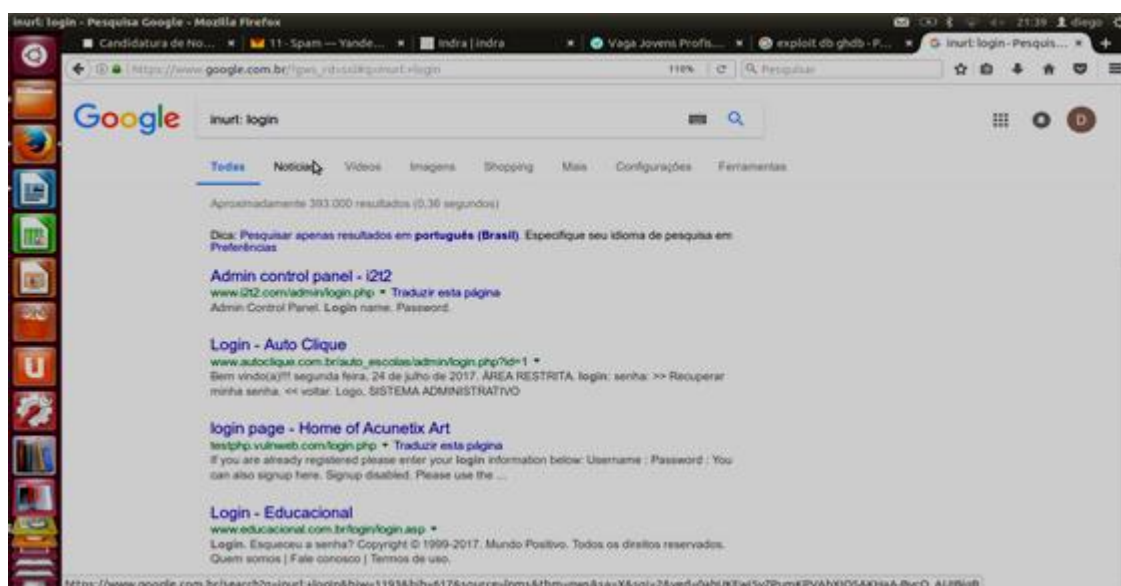 inurl: login - Pesquisa Google - Mozilla Firefox
21:39 diego
Candidatura de No...
11 - Spam — Yande...
Indra | indra
Vaga Jovens Profis...
exploit db ghdb - P...
inurl: login - Pesquis...
https://www.google.com.br/
110%
Pesquisar
Google
inurl: login
D
Todas Notícias Vídeos Imagens Shopping Mais Configurações Ferramentas
Aproximadamente 393.000 resultados (0,36 segundos)
Dica: Pesquisar apenas resultados em português (Brasil). Especifique seu idioma de pesquisa em
Preferências
Admin control panel - i2t2
www.i2t2.com/admin/login.php Traduzir esta página
Admin Control Panel. Login name. Password.
Login - Auto Clique
www.autoclique.com.br/auto_escolas/admin/login.php?id=1
Bem vindo(a)!!! segunda feira, 24 de julho de 2017. ÁREA RESTRITA. login: senha: >> Recuperar
minha senha. << voltar. Logo. SISTEMA ADMINISTRATIVO
login page - Home of Acunetix Art
testphp.vulnweb.com/login.php Traduzir esta página
If you are already registered please enter your login information below: Username : Password : You
can also signup here. Signup disabled. Please use the ...
Login - Educacional
www.educacional.com.br/login/login.asp
Login. Esqueceu a senha? Copyright © 1999-2017. Mundo Positivo. Todos os direitos reservados.
Quem somos | Fale conosco | Termos de uso.